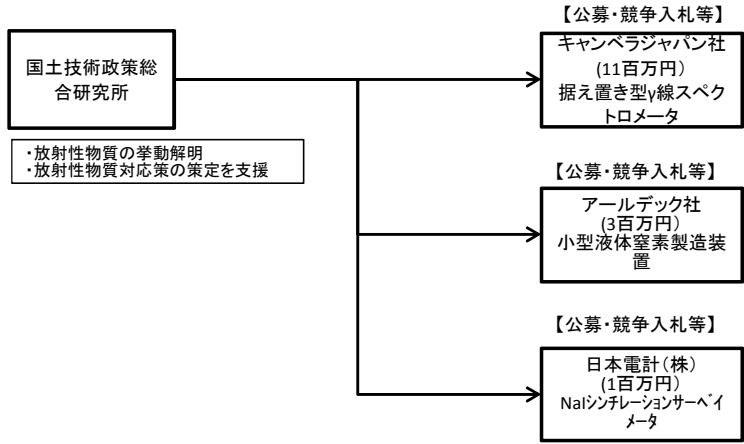 国土技術政策総
合研究所
・放射性物質の挙動解明
・放射性物質対応策の策定を支援
【公募・競争入札等】
キャンベラジャパン社
(11百万円)
据え置き型γ線スペク
トロメータ
【公募・競争入札等】
アールデック社
(3百万円)
小型液体窒素製造装
置
【公募・競争入札等】
日本電計(株)
(1百万円)
NaIｼﾝﾁﾚｰｼｮﾝｻｰﾍﾞｲ
ﾒｰﾀ